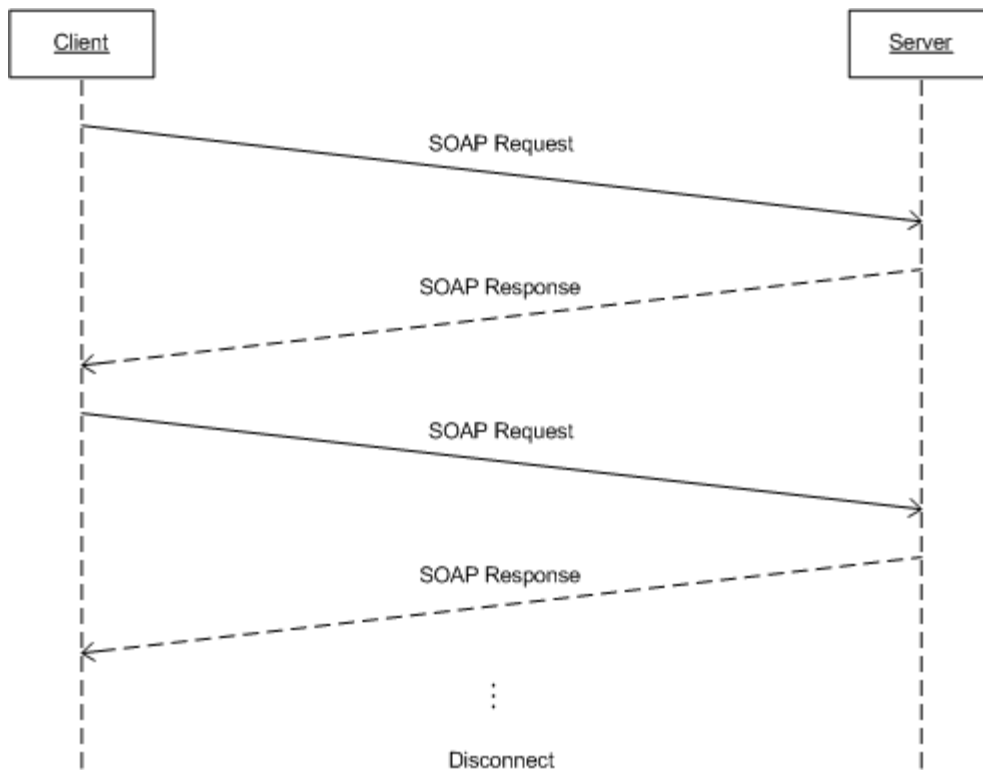 Client
Server
SOAP Request
SOAP Response
SOAP Request
SOAP Response
⋮
Disconnect